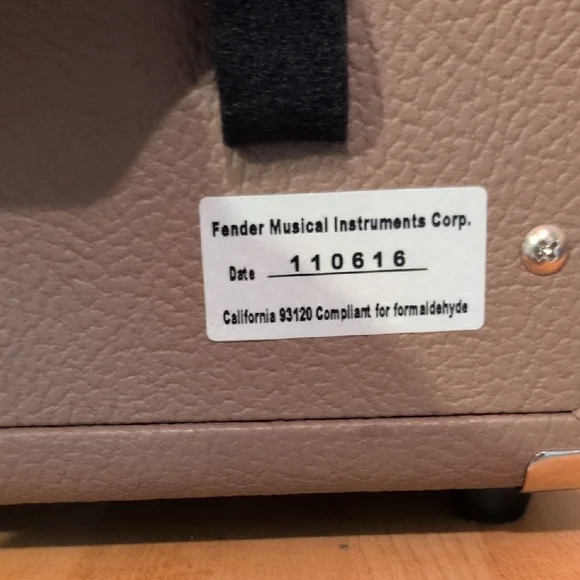 Fender Musical Instruments Corp.
Date 110616
California 93120 Compliant for formaldehyde